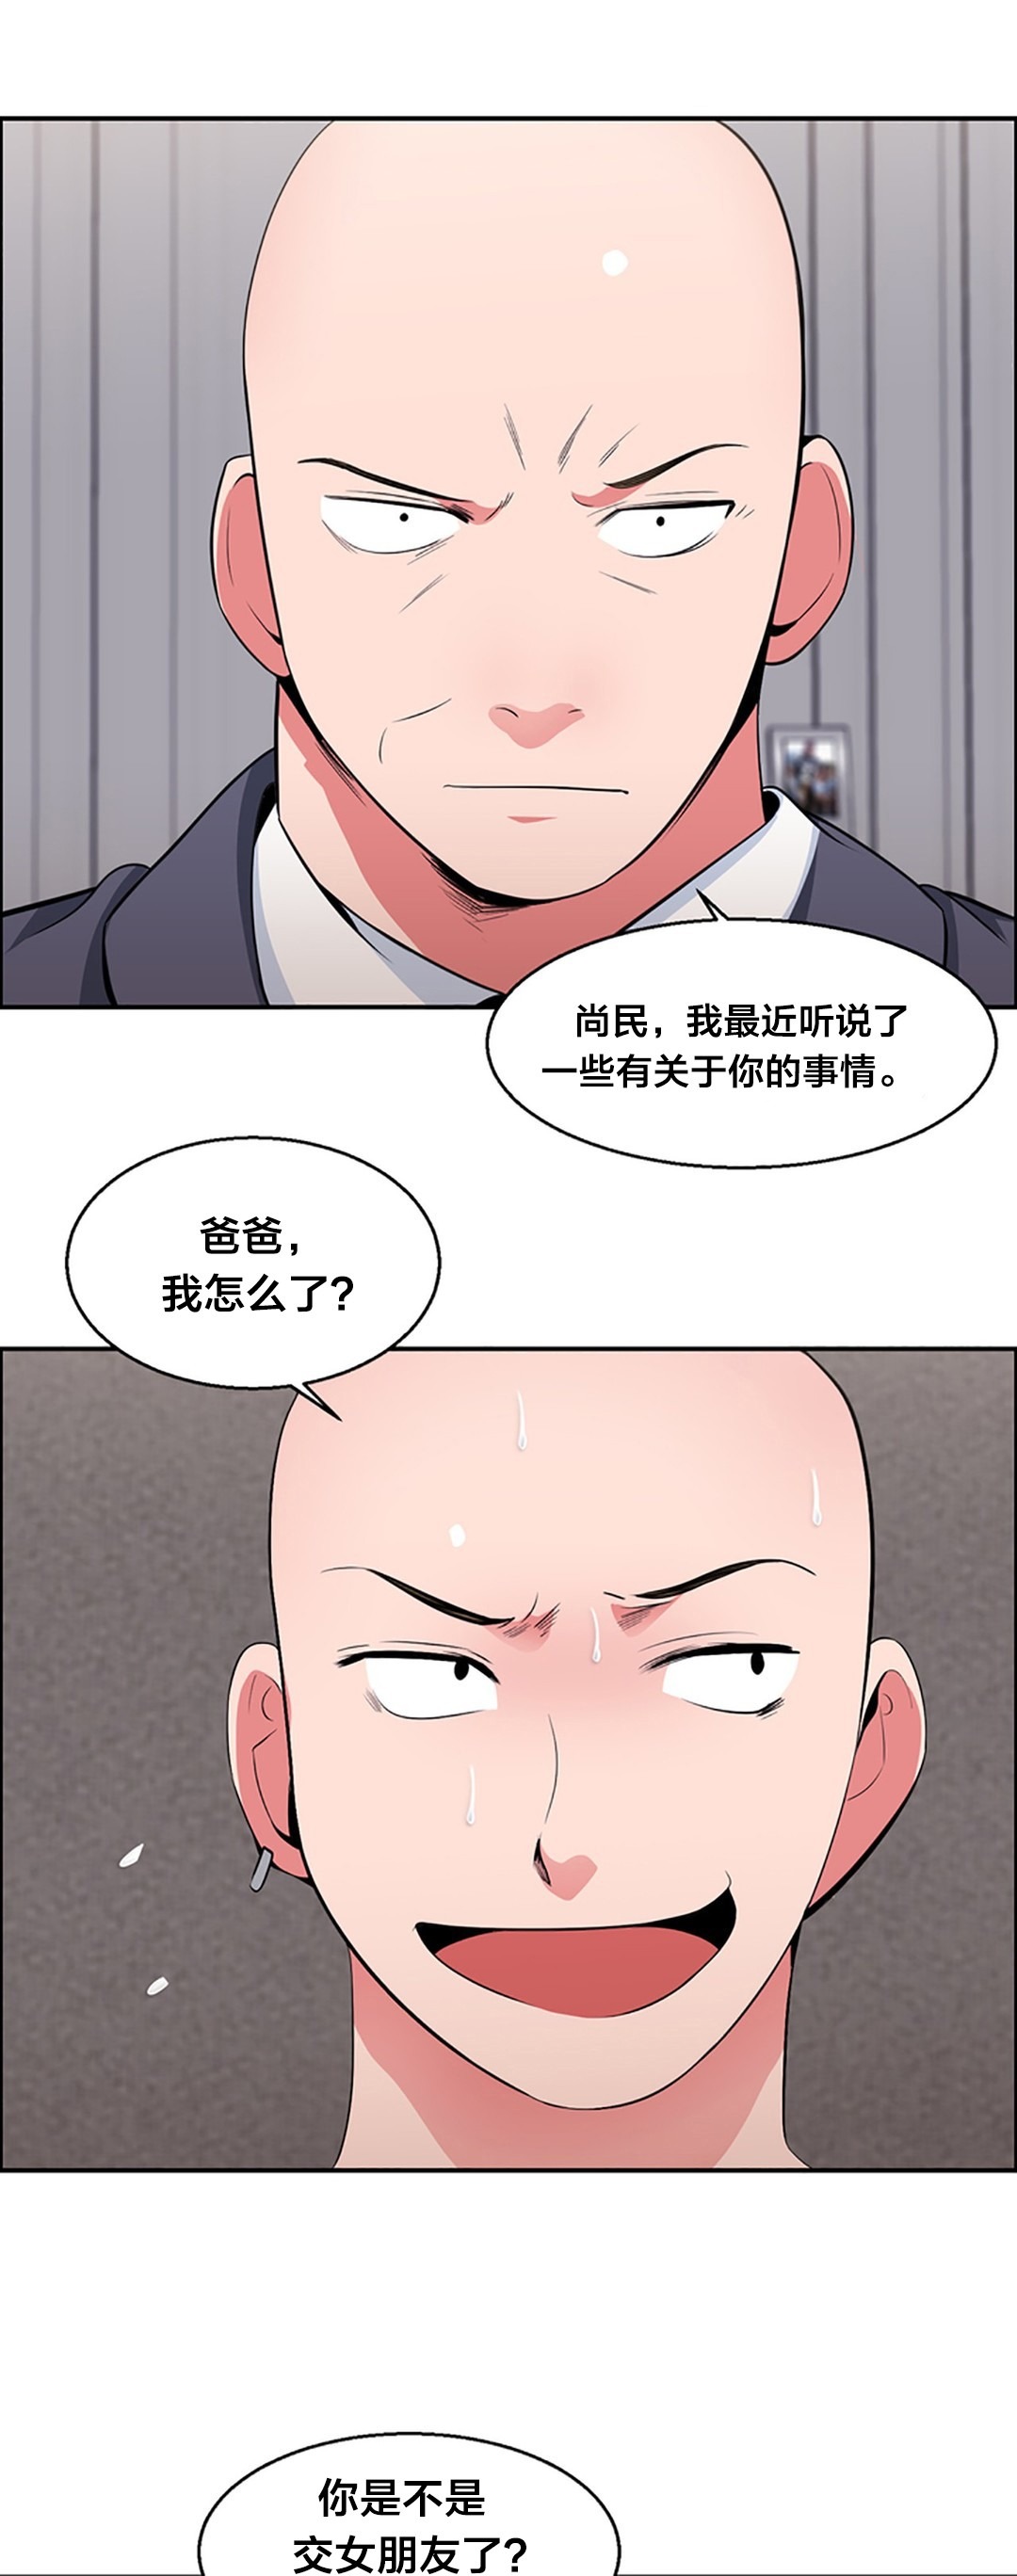 尚民，我最近听说了
一些有关于你的事情。
爸爸，
我怎么了？
你是不是
交女朋友了？